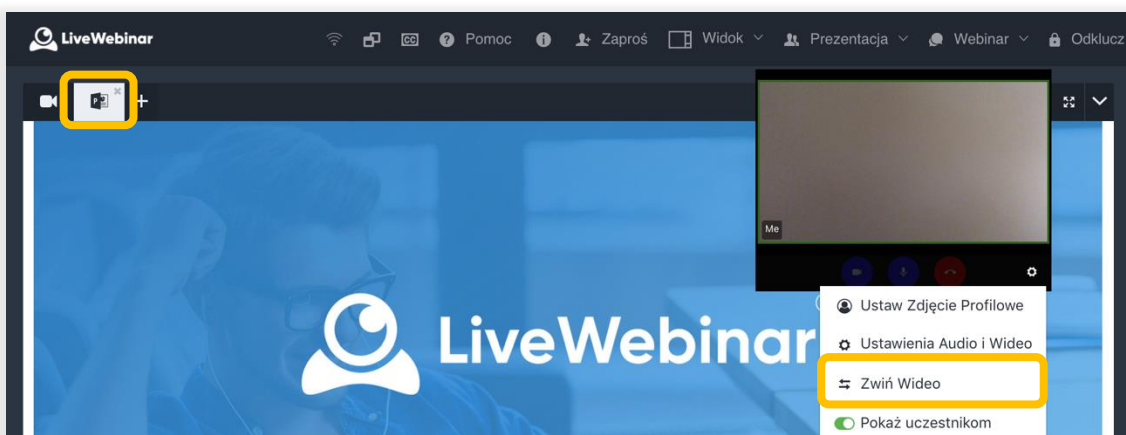 LiveWebinar
CC
Pomoc
Zaproś
Widok
Prezentacja
Webinar
Odklucz
P
Me
LiveWebinar
Ustaw Zdjęcie Profilowe
Ustawienia Audio i Wideo
Zwiń Wideo
Pokaż uczestnikom